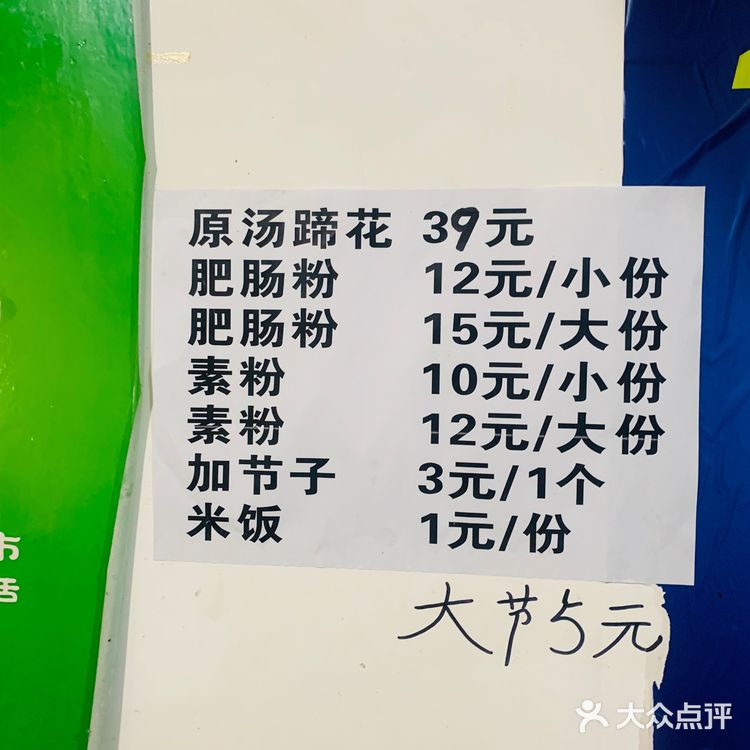 原汤蹄花 39元
肥肠粉 12元/小份
肥肠粉 15元/大份
素粉 10元/小份
素粉 12元/大份
加节子 3元/1个
米饭 1元/份
大节5元
市
大众点评